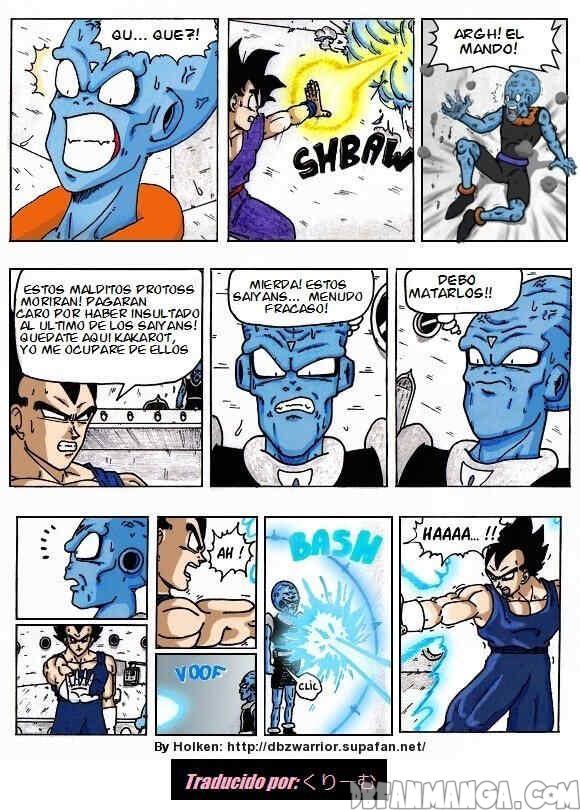 QU... QUE?!
SHBAW
ARGH! EL
MANDO!
ESTOS MALDITOS PROTOSS
MORIRAN! PAGARAN
CARO POR HABER INSULTADO
AL ULTIMO DE LOS SAIYANS!
QUEDATE AQUI KAKAROT,
YO ME OCUPARE DE ELLOS
MIERDA! ESTOS
SAIYANS... MENUDO
FRACASO!
DEBO
MATARLOS!!
AH !
VOOF
BASH
CLIC
HAAAA... !!
By Holken: http://dbzwarrior.supafan.net/
Traducido por:くりーむ
DBFANMANGA.COM